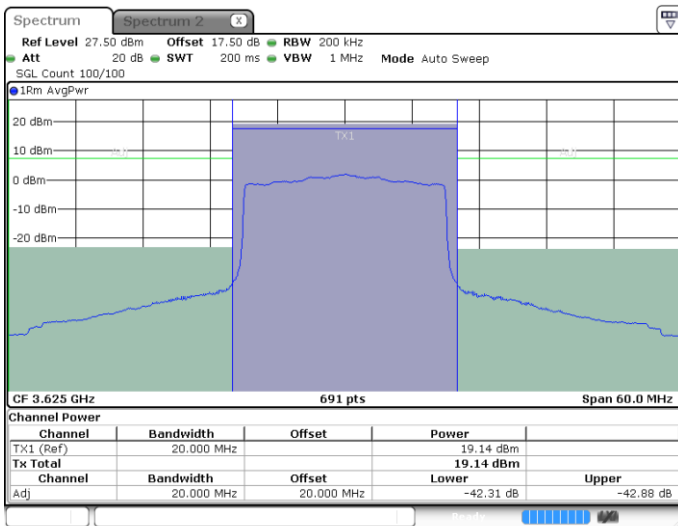 Spectrum Spectrum 2 X
Ref Level 27.50 dBm Offset 17.50 dB RBW 200 kHz
Att 20 dB SWT 200 ms VBW 1 MHz Mode Auto Sweep
SGL Count 100/100
1Rm AvgPwr
20 dBm
TX1
10 dBm Adj Adj
0 dBm
-10 dBm
-20 dBm
CF 3.625 GHz 691 pts Span 60.0 MHz
Channel Power
Channel Bandwidth Offset Power
TX1 (Ref) 20.000 MHz 19.14 dBm
Tx Total 19.14 dBm
Channel Bandwidth Offset Lower Upper
Adj 20.000 MHz 20.000 MHz -42.31 dB -42.88 dB
Ready